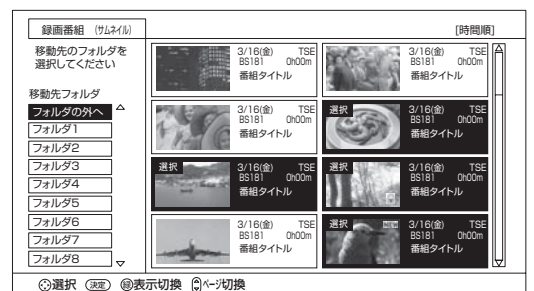 録画番組 (サムネイル)
[時間順]
移動先のフォルダを
選択してください
移動先フォルダ
フォルダの外へ
フォルダ1
フォルダ2
フォルダ3
フォルダ4
フォルダ5
フォルダ6
フォルダ7
フォルダ8
3/16(金) TSE
BS181 0h00m
番組タイトル
3/16(金) TSE
BS181 0h00m
番組タイトル
3/16(金) TSE
BS181 0h00m
番組タイトル
選択
3/16(金) TSE
BS181 0h00m
番組タイトル
選択
3/16(金) TSE
BS181 0h00m
番組タイトル
選択
3/16(金) TSE
BS181 0h00m
番組タイトル
3/16(金) TSE
BS181 0h00m
番組タイトル
選択 NEW
3/16(金) TSE
BS181 0h00m
番組タイトル
選択 決定 緑 表示切換 ページ切換